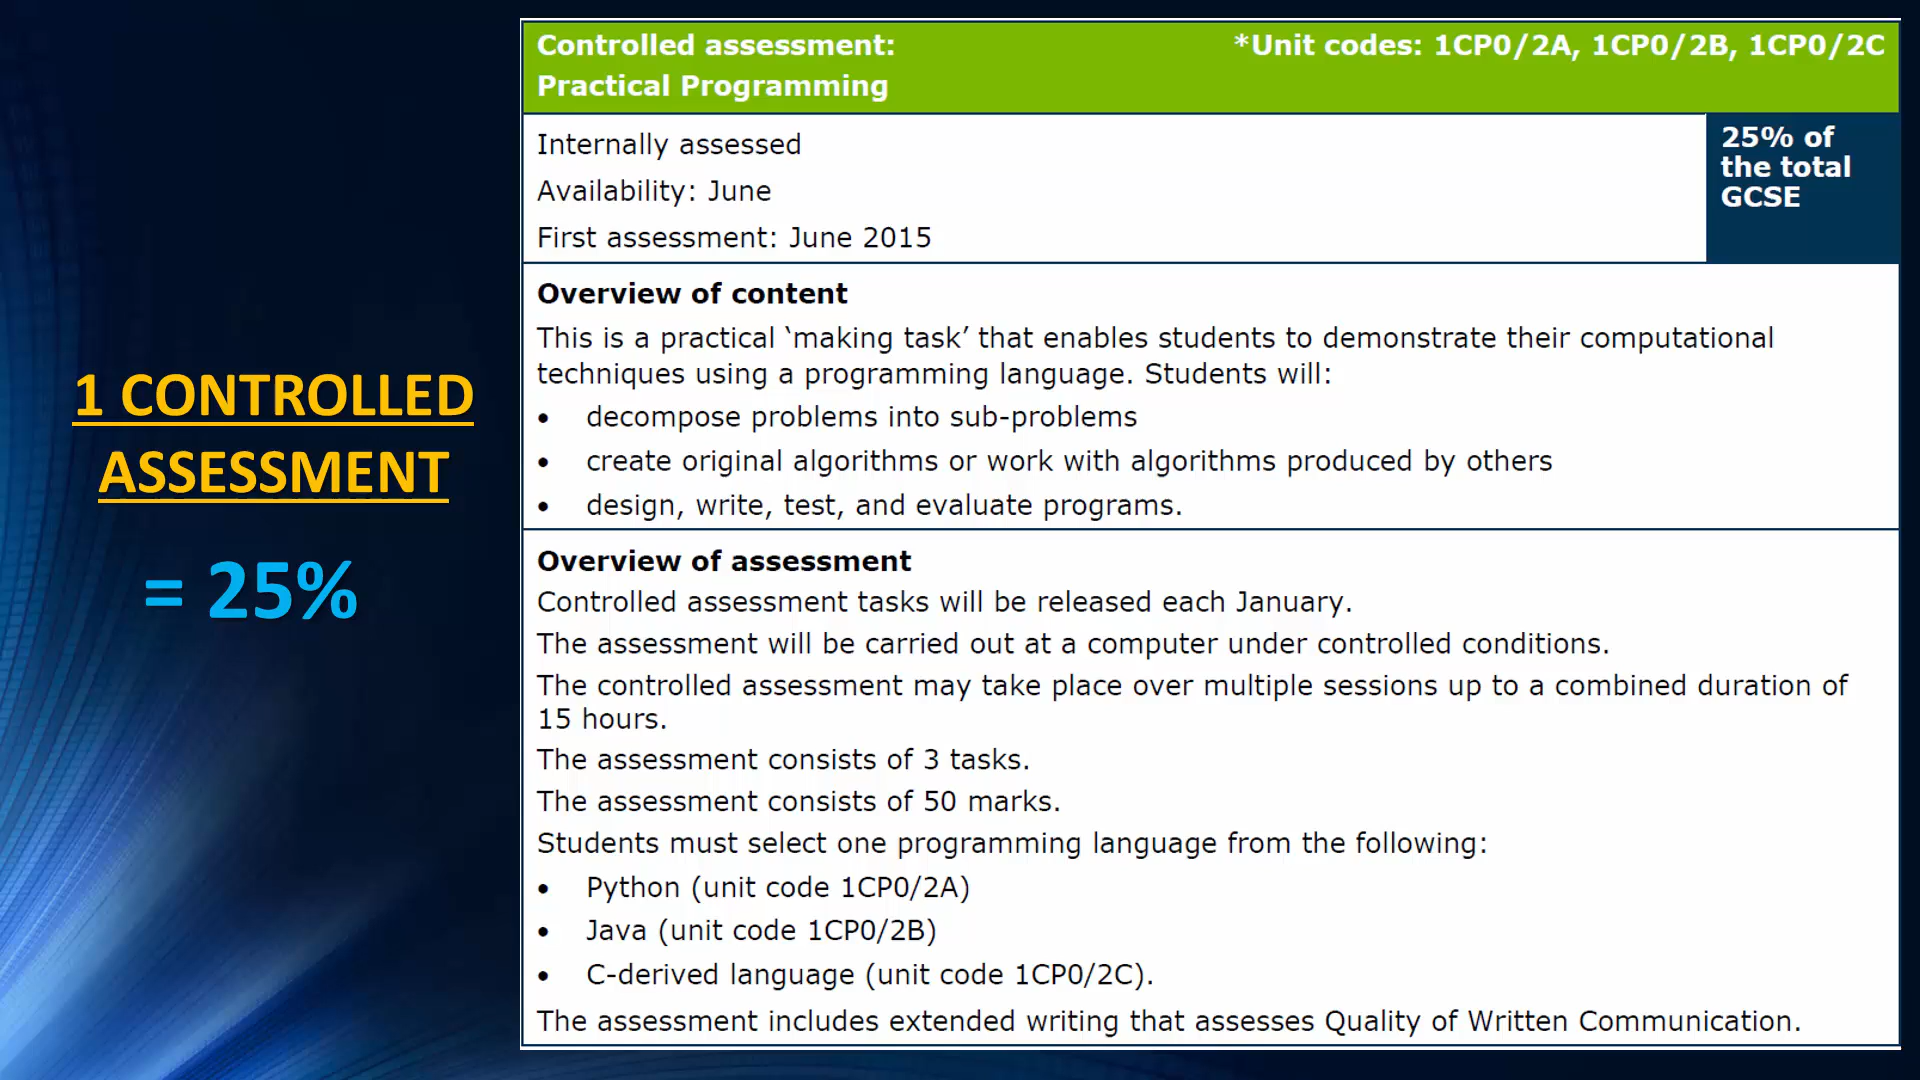 1 CONTROLLED
ASSESSMENT
= 25%
Controlled assessment: *Unit codes: 1CP0/2A, 1CP0/2B, 1CP0/2C
Practical Programming
Internally assessed
Availability: June
First assessment: June 2015
25% of
the total
GCSE
Overview of content
This is a practical ‘making task’ that enables students to demonstrate their computational
techniques using a programming language. Students will:
• decompose problems into sub-problems
• create original algorithms or work with algorithms produced by others
• design, write, test, and evaluate programs.
Overview of assessment
Controlled assessment tasks will be released each January.
The assessment will be carried out at a computer under controlled conditions.
The controlled assessment may take place over multiple sessions up to a combined duration of
15 hours.
The assessment consists of 3 tasks.
The assessment consists of 50 marks.
Students must select one programming language from the following:
• Python (unit code 1CP0/2A)
• Java (unit code 1CP0/2B)
• C-derived language (unit code 1CP0/2C).
The assessment includes extended writing that assesses Quality of Written Communication.